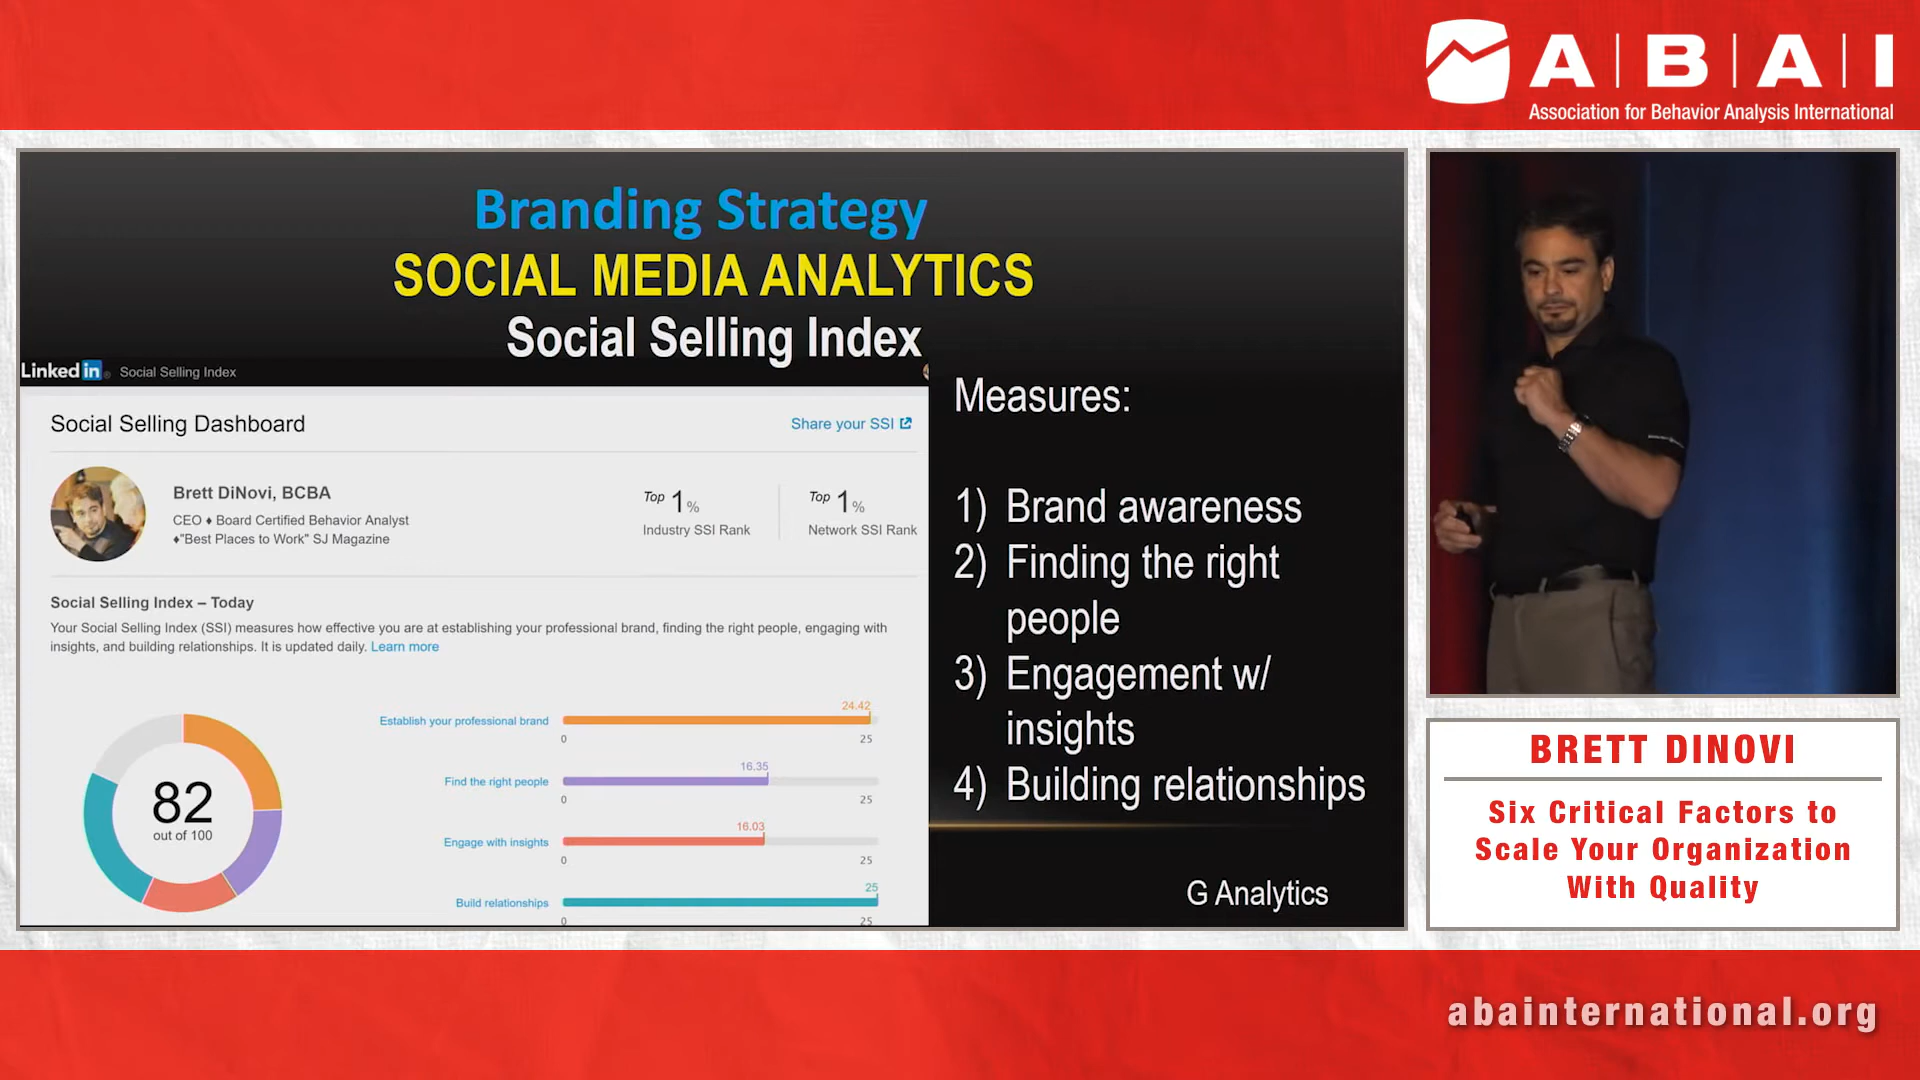 A|B|A|I
Association for Behavior Analysis International
Branding Strategy
SOCIAL MEDIA ANALYTICS
Social Selling Index
Linked in Social Selling Index
Social Selling Dashboard
Share your SSI
Brett DiNovi, BCBA
CEO ♦ Board Certified Behavior Analyst
♦"Best Places to Work" SJ Magazine
Top 1%
Industry SSI Rank
Top 1%
Network SSI Rank
Social Selling Index – Today
Your Social Selling Index (SSI) measures how effective you are at establishing your professional brand, finding the right people, engaging with
insights, and building relationships. It is updated daily. Learn more
82
out of 100
24.42
Establish your professional brand
0 25
16.35
Find the right people
0 25
16.03
Engage with insights
0 25
25
Build relationships
0 25
Measures:
1) Brand awareness
2) Finding the right
people
3) Engagement w/
insights
4) Building relationships
G Analytics
BRETT DINOVI
Six Critical Factors to
Scale Your Organization
With Quality
abainternational.org